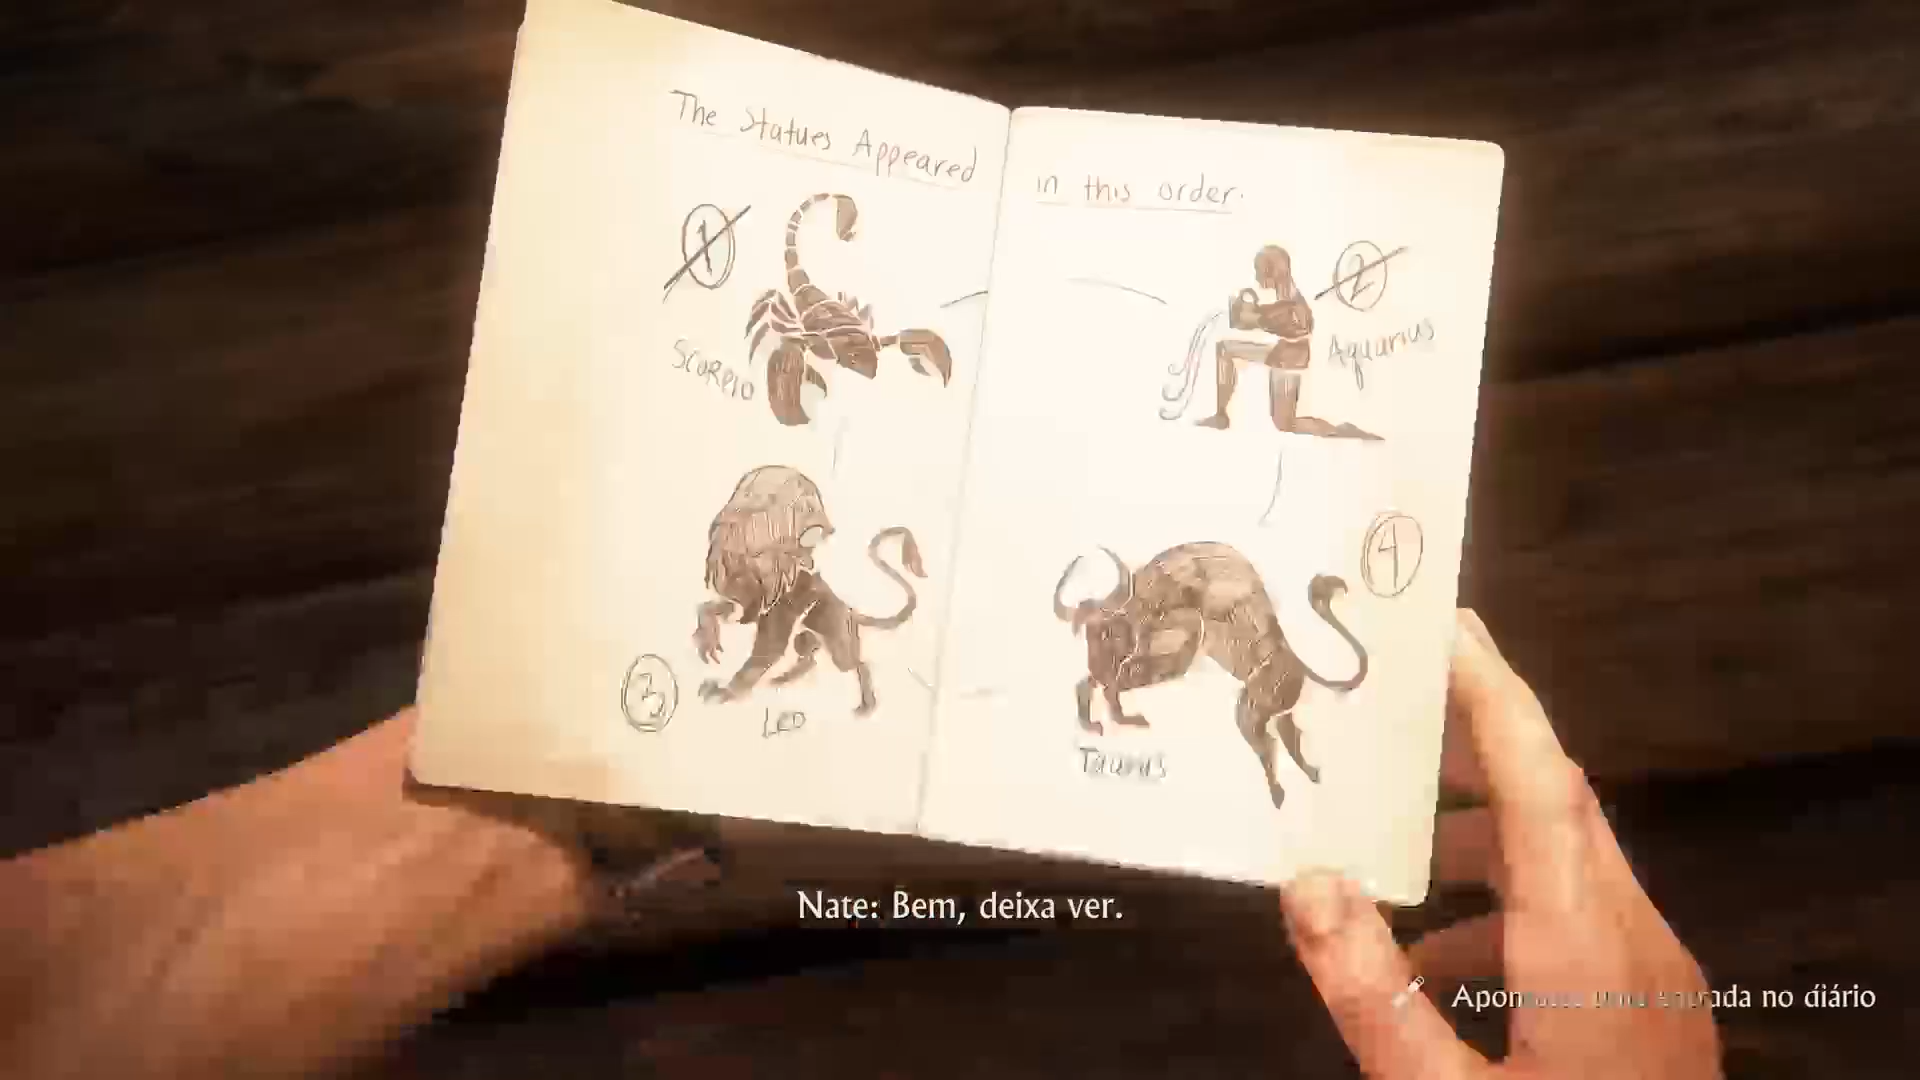 The Statues Appeared
in this order.
1
2
Scorpio
Aquarius
4
3
Leo
Taurus
Nate: Bem, deixa ver.
no diário